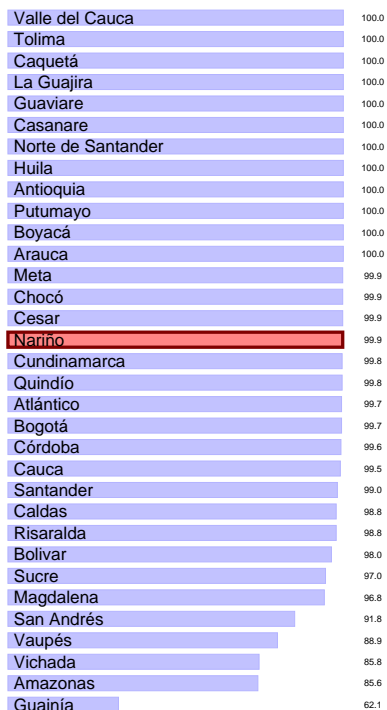 Valle del Cauca 100.0
Tolima 100.0
Caquetá 100.0
La Guajira 100.0
Guaviare 100.0
Casanare 100.0
Norte de Santander 100.0
Huila 100.0
Antioquia 100.0
Putumayo 100.0
Boyacá 100.0
Arauca 100.0
Meta 99.9
Chocó 99.9
Cesar 99.9
Nariño 99.9
Cundinamarca 99.8
Quindío 99.8
Atlántico 99.7
Bogotá 99.7
Córdoba 99.6
Cauca 99.5
Santander 99.0
Caldas 98.8
Risaralda 98.8
Bolivar 98.0
Sucre 97.0
Magdalena 96.8
San Andrés 91.8
Vaupés 88.9
Vichada 85.8
Amazonas 85.6
Guainía 62.1